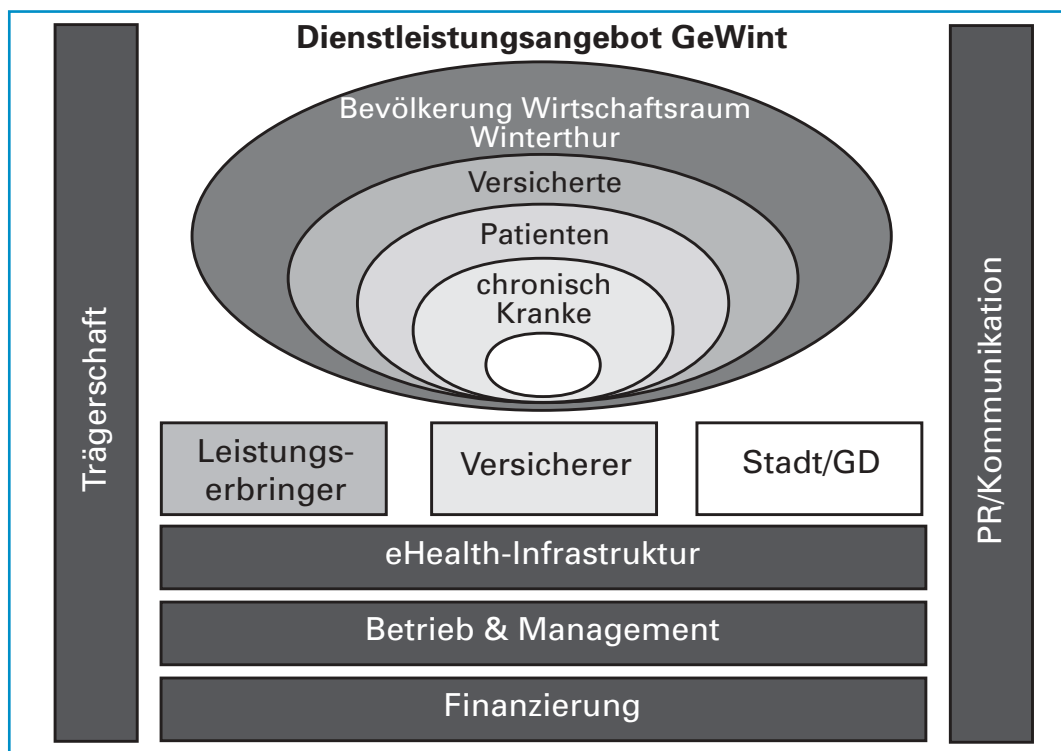 Dienstleistungsangebot GeWint
Trägerschaft
Bevölkerung Wirtschaftsraum
Winterthur
Versicherte
Patienten
chronisch
Kranke
Leistungs-
erbringer
Versicherer
Stadt/GD
eHealth-Infrastruktur
Betrieb & Management
Finanzierung
PR/Kommunikation